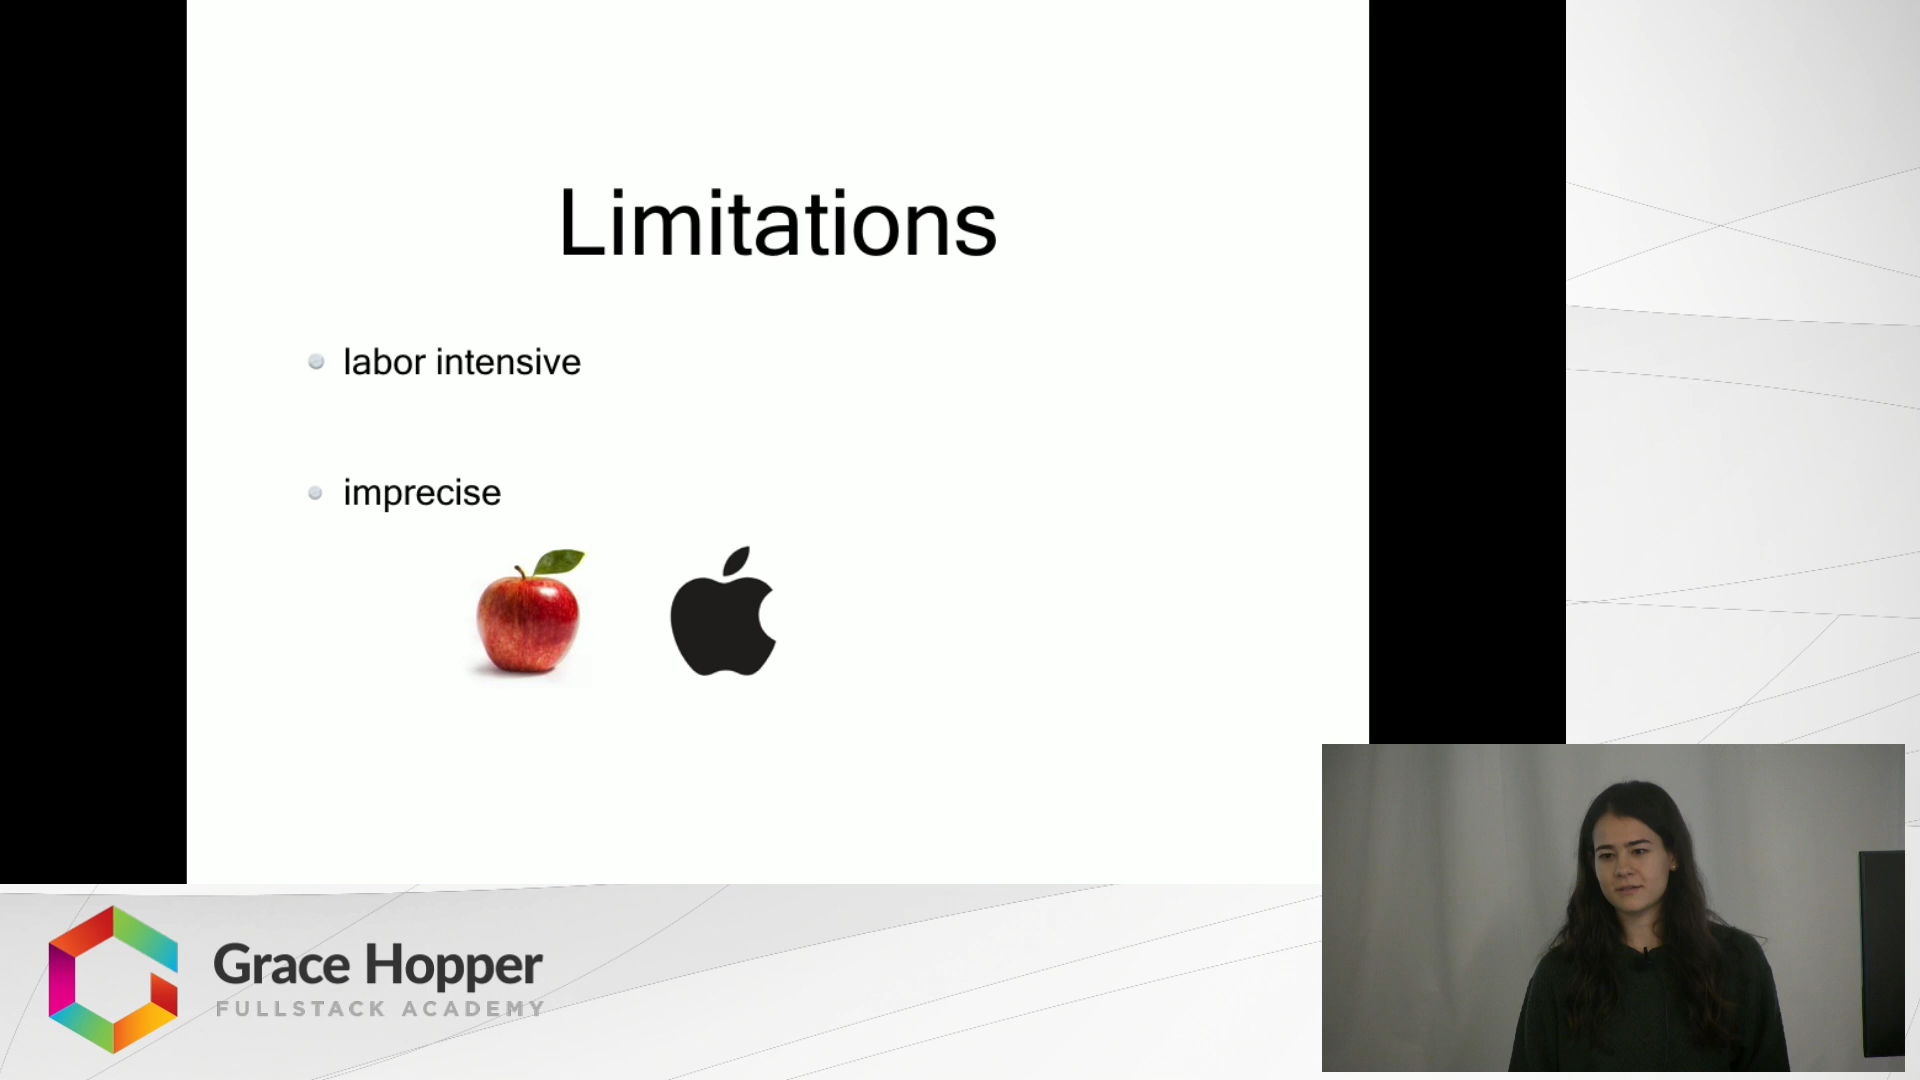 Limitations
labor intensive
imprecise
Grace Hopper
FULLSTACK ACADEMY